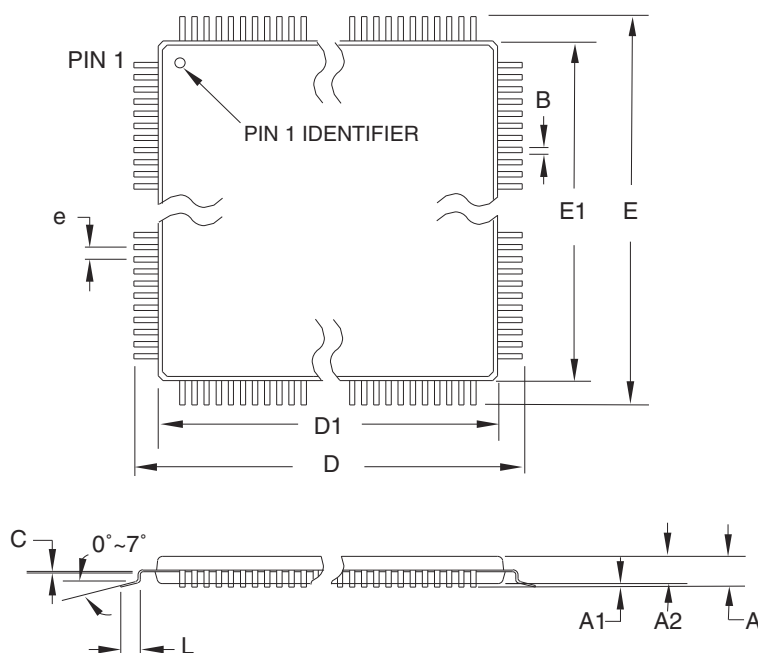 PIN 1
PIN 1 IDENTIFIER
B
e
E1
E
D1
D
C
0°~7°
L
A1
A2
A